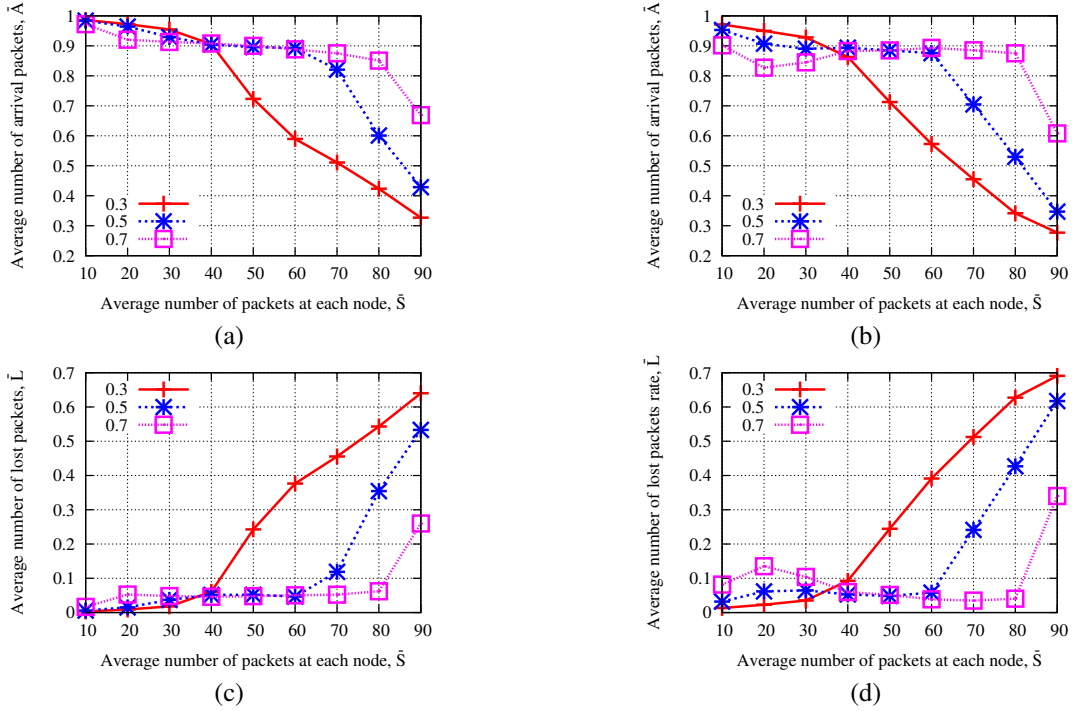 Average number of arrival packets, Ā
1
0.9
0.8
0.7
0.6
0.5
0.4
0.3
0.2
0.3
0.5
0.7
10 20 30 40 50 60 70 80 90
Average number of packets at each node, S̄
(a)
Average number of arrival packets, Ā
1
0.9
0.8
0.7
0.6
0.5
0.4
0.3
0.2
0.3
0.5
0.7
10 20 30 40 50 60 70 80 90
Average number of packets at each node, S̄
(b)
Average number of lost packets, L̄
0.7
0.6
0.5
0.4
0.3
0.2
0.1
0
0.3
0.5
0.7
10 20 30 40 50 60 70 80 90
Average number of packets at each node, S̄
(c)
Average number of lost packets rate, L̄
0.7
0.6
0.5
0.4
0.3
0.2
0.1
0
0.3
0.5
0.7
10 20 30 40 50 60 70 80 90
Average number of packets at each node, S̄
(d)